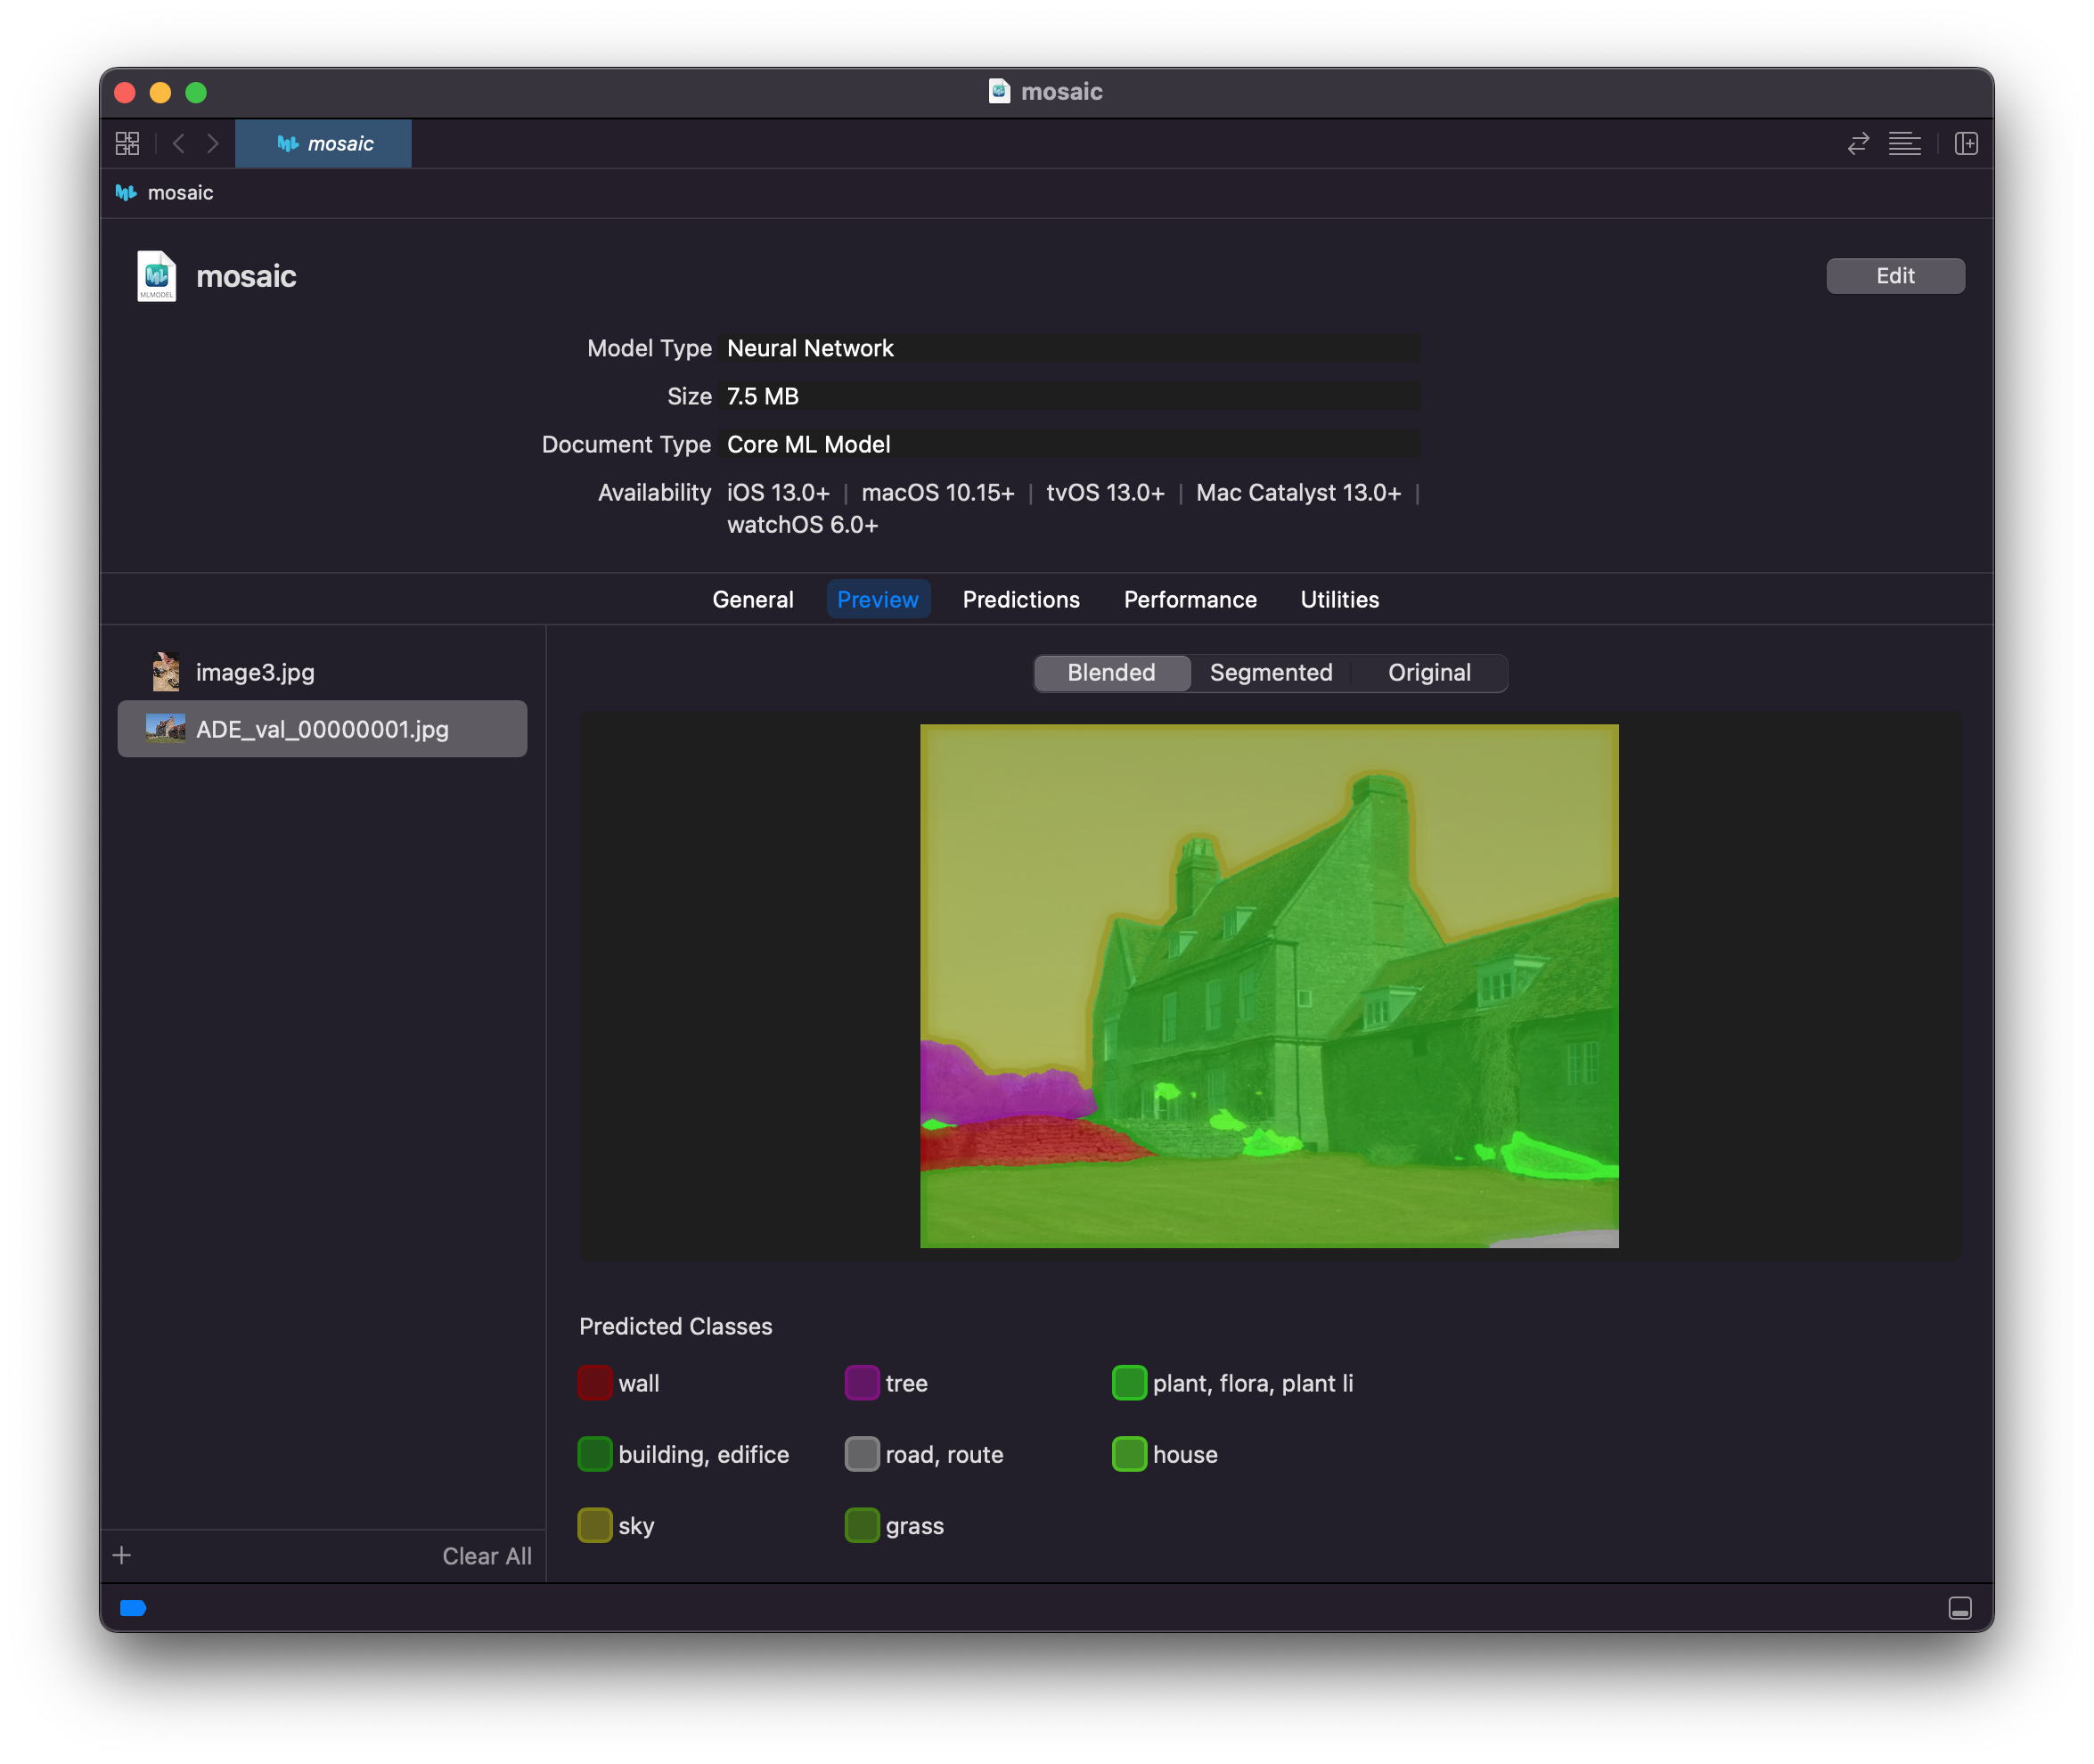 mosaic
mosaic
mosaic
MLMODEL
mosaic
Edit
Model Type Neural Network
Size 7.5 MB
Document Type Core ML Model
Availability iOS 13.0+ | macOS 10.15+ | tvOS 13.0+ | Mac Catalyst 13.0+ |
watchOS 6.0+
General Preview Predictions Performance Utilities
image3.jpg
ADE_val_00000001.jpg
Blended Segmented Original
Predicted Classes
wall tree plant, flora, plant li
building, edifice road, route house
sky grass
Clear All